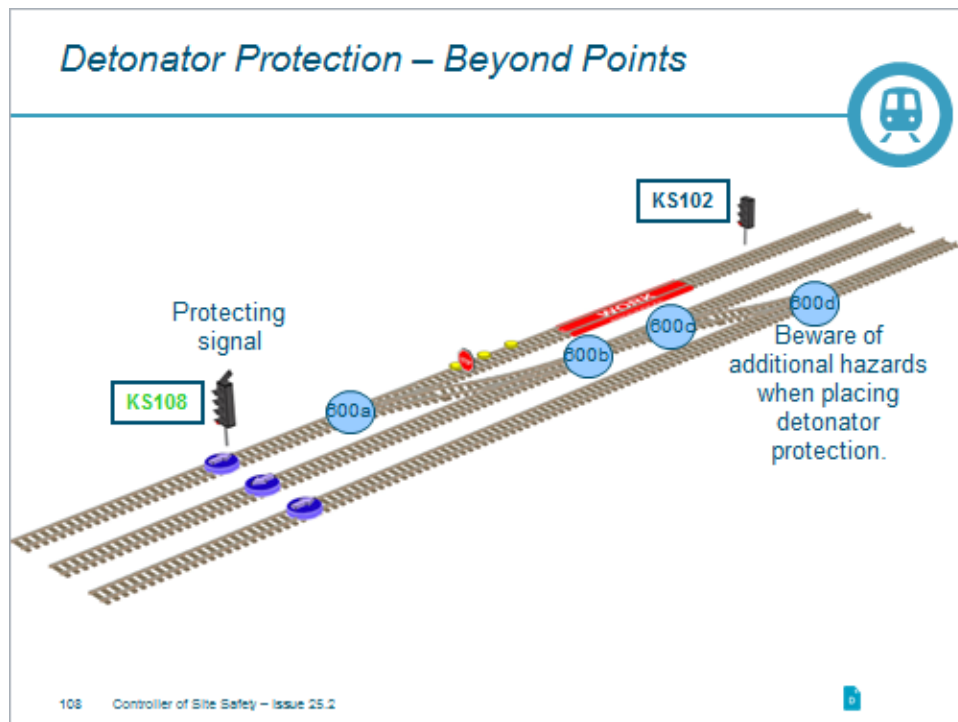 Detonator Protection – Beyond Points
KS102
Protecting
signal
KS108
WORK
600a
600b
600c
600d
Beware of
additional hazards
when placing
detonator
protection.
108 Controller of Site Safety – Issue 25.2
D